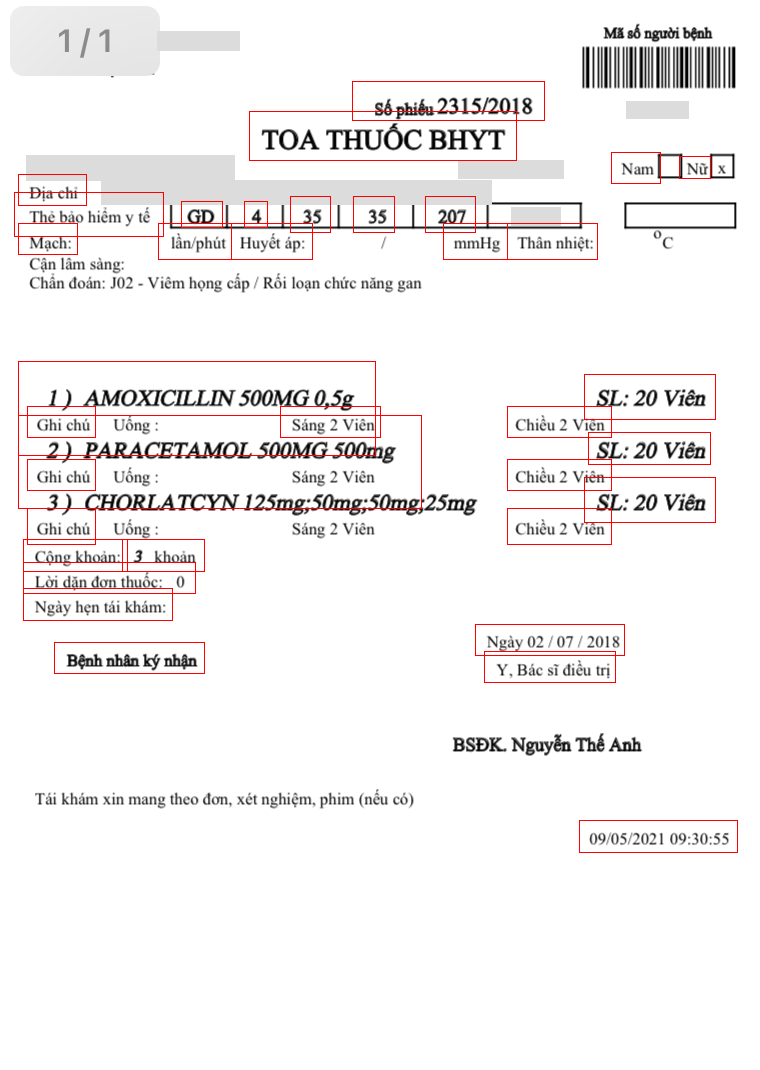 1/1
Mã số người bệnh
Số phiếu 2315/2018
TOA THUỐC BHYT
Nam Nữ x
Địa chỉ
Thẻ bảo hiểm y tế GD 4 35 35 207
Mạch: lần/phút Huyết áp: / mmHg Thân nhiệt: °C
Cận lâm sàng:
Chẩn đoán: J02 - Viêm họng cấp / Rối loạn chức năng gan
1 ) AMOXICILLIN 500MG 0,5g SL: 20 Viên
Ghi chú Uống : Sáng 2 Viên Chiều 2 Viên
2 ) PARACETAMOL 500MG 500mg SL: 20 Viên
Ghi chú Uống : Sáng 2 Viên Chiều 2 Viên
3 ) CHORLATCYN 125mg;50mg;50mg;25mg SL: 20 Viên
Ghi chú Uống : Sáng 2 Viên Chiều 2 Viên
Cộng khoản: 3 khoản
Lời dặn đơn thuốc: 0
Ngày hẹn tái khám:
Ngày 02 / 07 / 2018
Bệnh nhân ký nhận Y, Bác sĩ điều trị
BSĐK. Nguyễn Thế Anh
Tái khám xin mang theo đơn, xét nghiệm, phim (nếu có)
09/05/2021 09:30:55